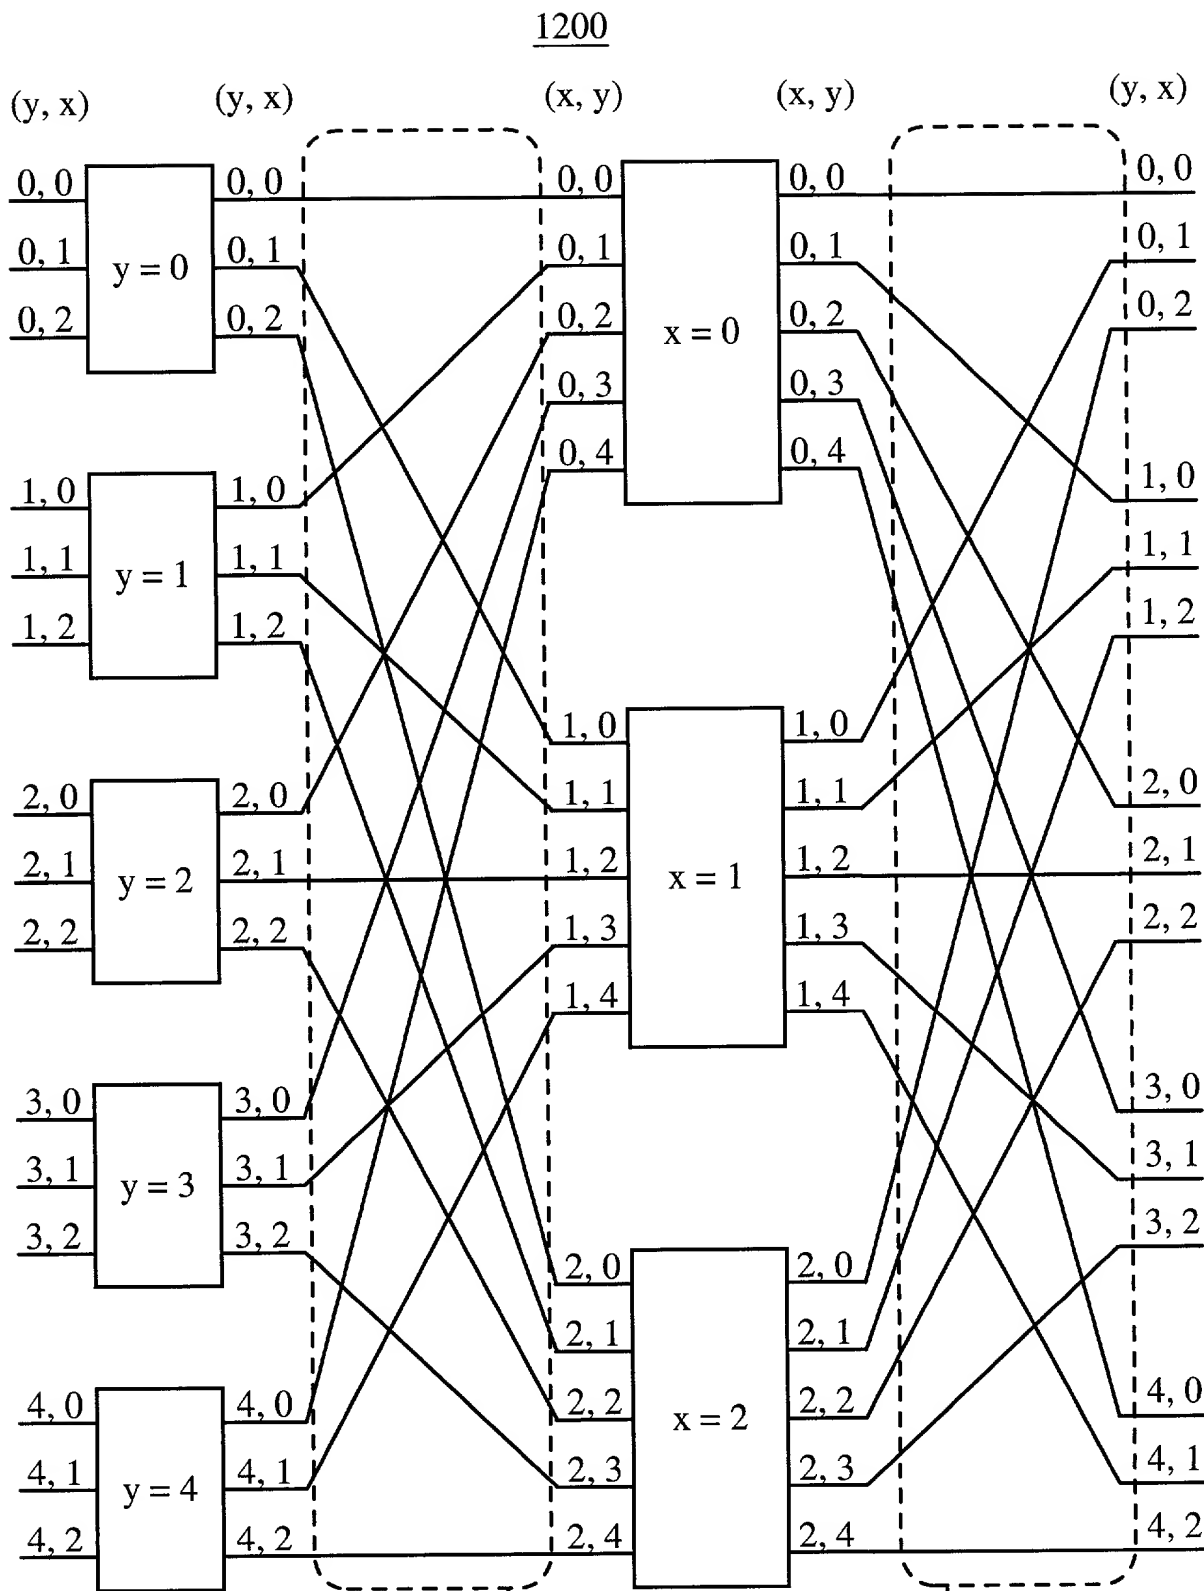 1200
(y, x) (y, x) (x, y) (x, y) (y, x)
0, 0 0, 0 0, 0 0, 0 0, 0
0, 1 y = 0 0, 1 0, 1 0, 1 0, 1
0, 2 0, 2 0, 2 x = 0 0, 2 0, 2
0, 3 0, 3
0, 4 0, 4
1, 0 1, 0 1, 0
1, 1 y = 1 1, 1 1, 1
1, 2 1, 2 1, 2
1, 0 1, 0
2, 0 2, 0 1, 1 1, 1 2, 0
2, 1 y = 2 2, 1 1, 2 x = 1 1, 2 2, 1
2, 2 2, 2 1, 3 1, 3 2, 2
1, 4 1, 4
3, 0 3, 0 3, 0
3, 1 y = 3 3, 1 3, 1
3, 2 3, 2 2, 0 2, 0 3, 2
2, 1 2, 1
4, 0 4, 0 2, 2 x = 2 2, 2 4, 0
4, 1 y = 4 4, 1 2, 3 2, 3 4, 1
4, 2 4, 2 2, 4 2, 4 4, 2